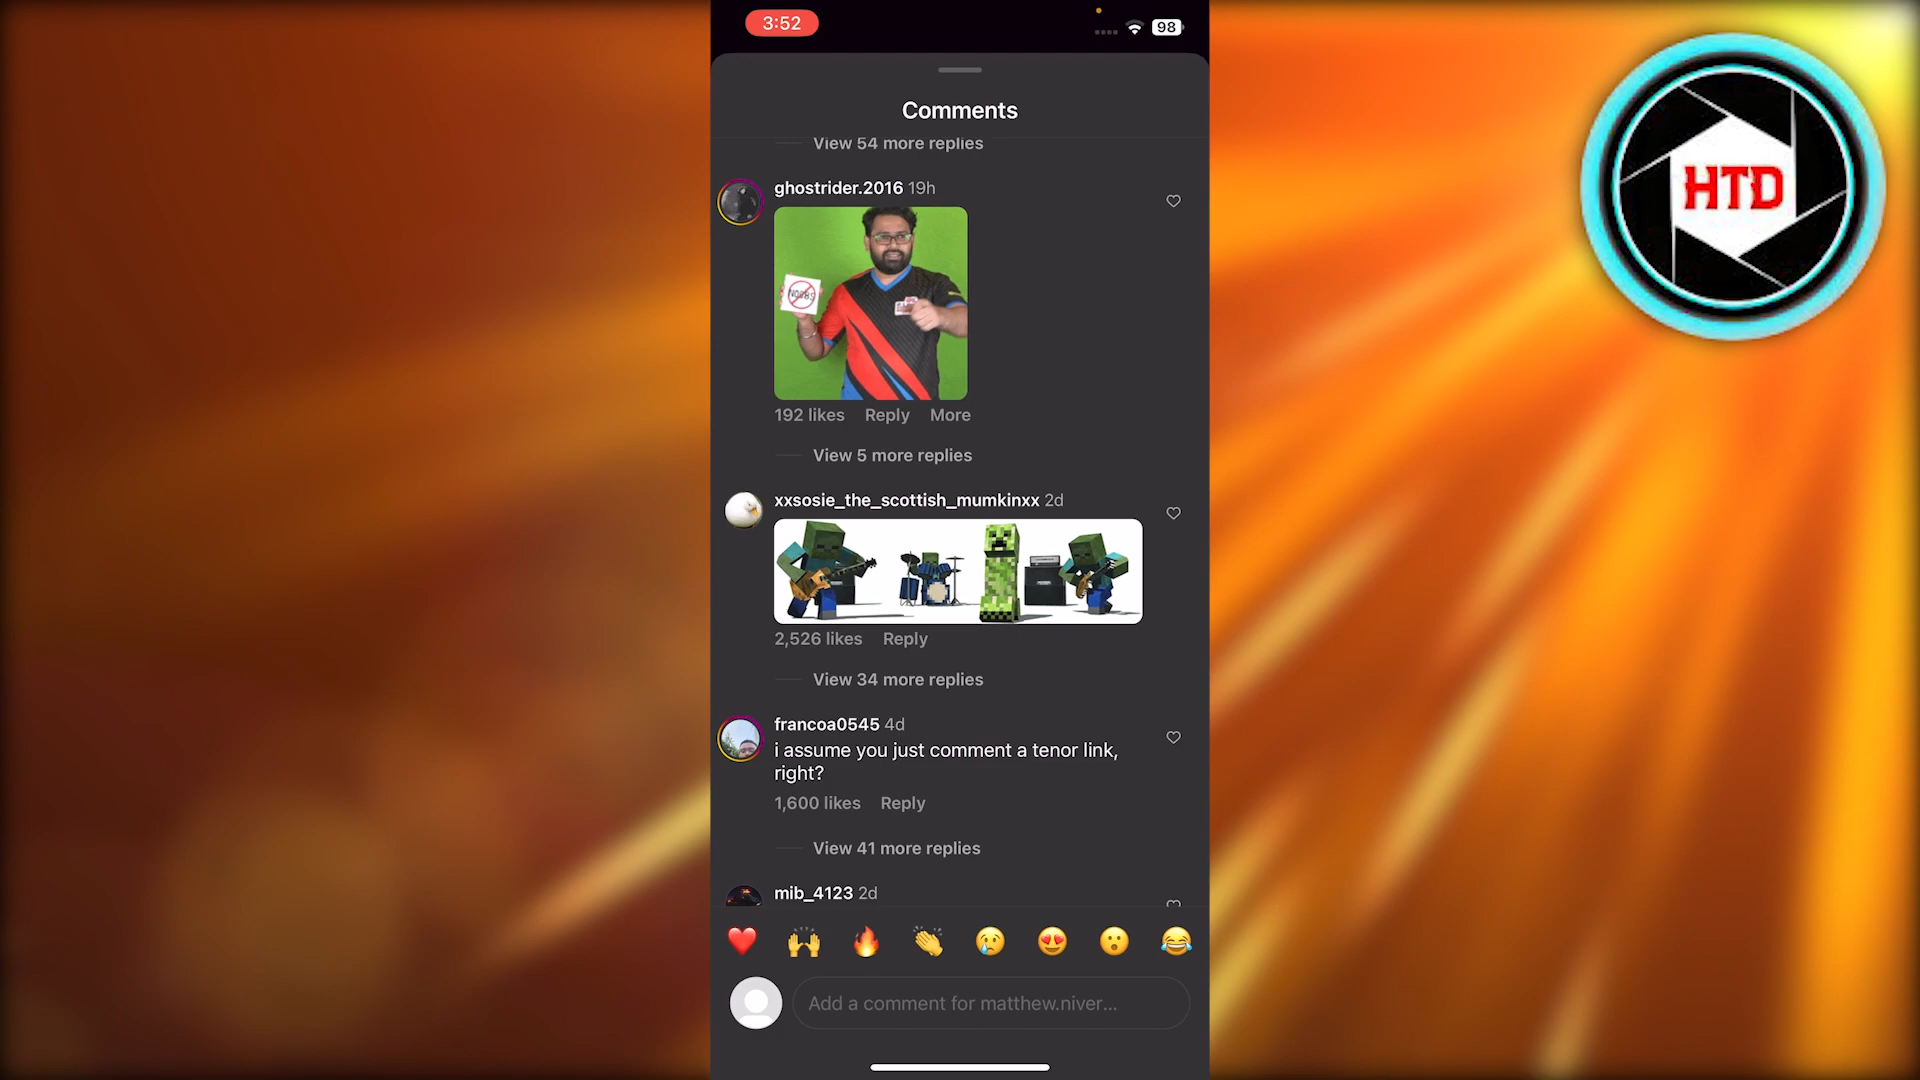 3:52
98
HTD
Comments
View 54 more replies
ghostrider.2016 19h
NOOBS
192 likes Reply More
View 5 more replies
xxsosie_the_scottish_mumkinxx 2d
2,526 likes Reply
View 34 more replies
francoa0545 4d
i assume you just comment a tenor link,
right?
1,600 likes Reply
View 41 more replies
mib_4123 2d
Add a comment for matthew.niver...